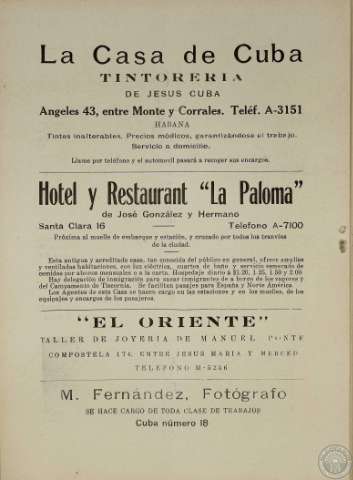 La Casa de Cuba
TINTORERIA
DE JESUS CUBA
Angeles 43, entre Monte y Corrales. Teléf. A-3151
HABANA
Tintes inalterables. Precios módicos, garantizándose el trabajo.
Servicio a domicilio.
Llame por teléfono y el automovil pasará a recoger sus encargos.
Hotel y Restaurant "La Paloma"
de José González y Hermano
Santa Clara 16 Telefono A-7100
Próxima al muelle de embarque y estación, y cruzado por todos los tranvías
de la ciudad.
Esta antigua y acreditada casa, tan conocida del público en general, ofrece amplias
y ventiladas habitaciones, con luz eléctrica, cuartos de baño y servicio esmerado de
comidas por abonos mensuales o a la carta. Hospedaje diario á $1.20, 1.25, 1.50 y 2.00
Hay delegación de inmigración para sacar inmigrantes de a bordo de los vapores y
del Campamento de Tiscornia. Se facilitan pasajes para España y Norte América.
Los Agentes de esta Casa se hacen cargo en las estaciones y en los muelles, de los
equipajes y encargos de los pasajeros.
"EL ORIENTE"
TALLER DE JOYERIA DE MANUEL PONTE
COMPOSTELA 174, ENTRE JESUS MARIA Y MERCED
TELEFONO M-5256
M. Fernández, Fotógrafo
SE HACE CARGO DE TODA CLASE DE TRABAJOS
Cuba número 18